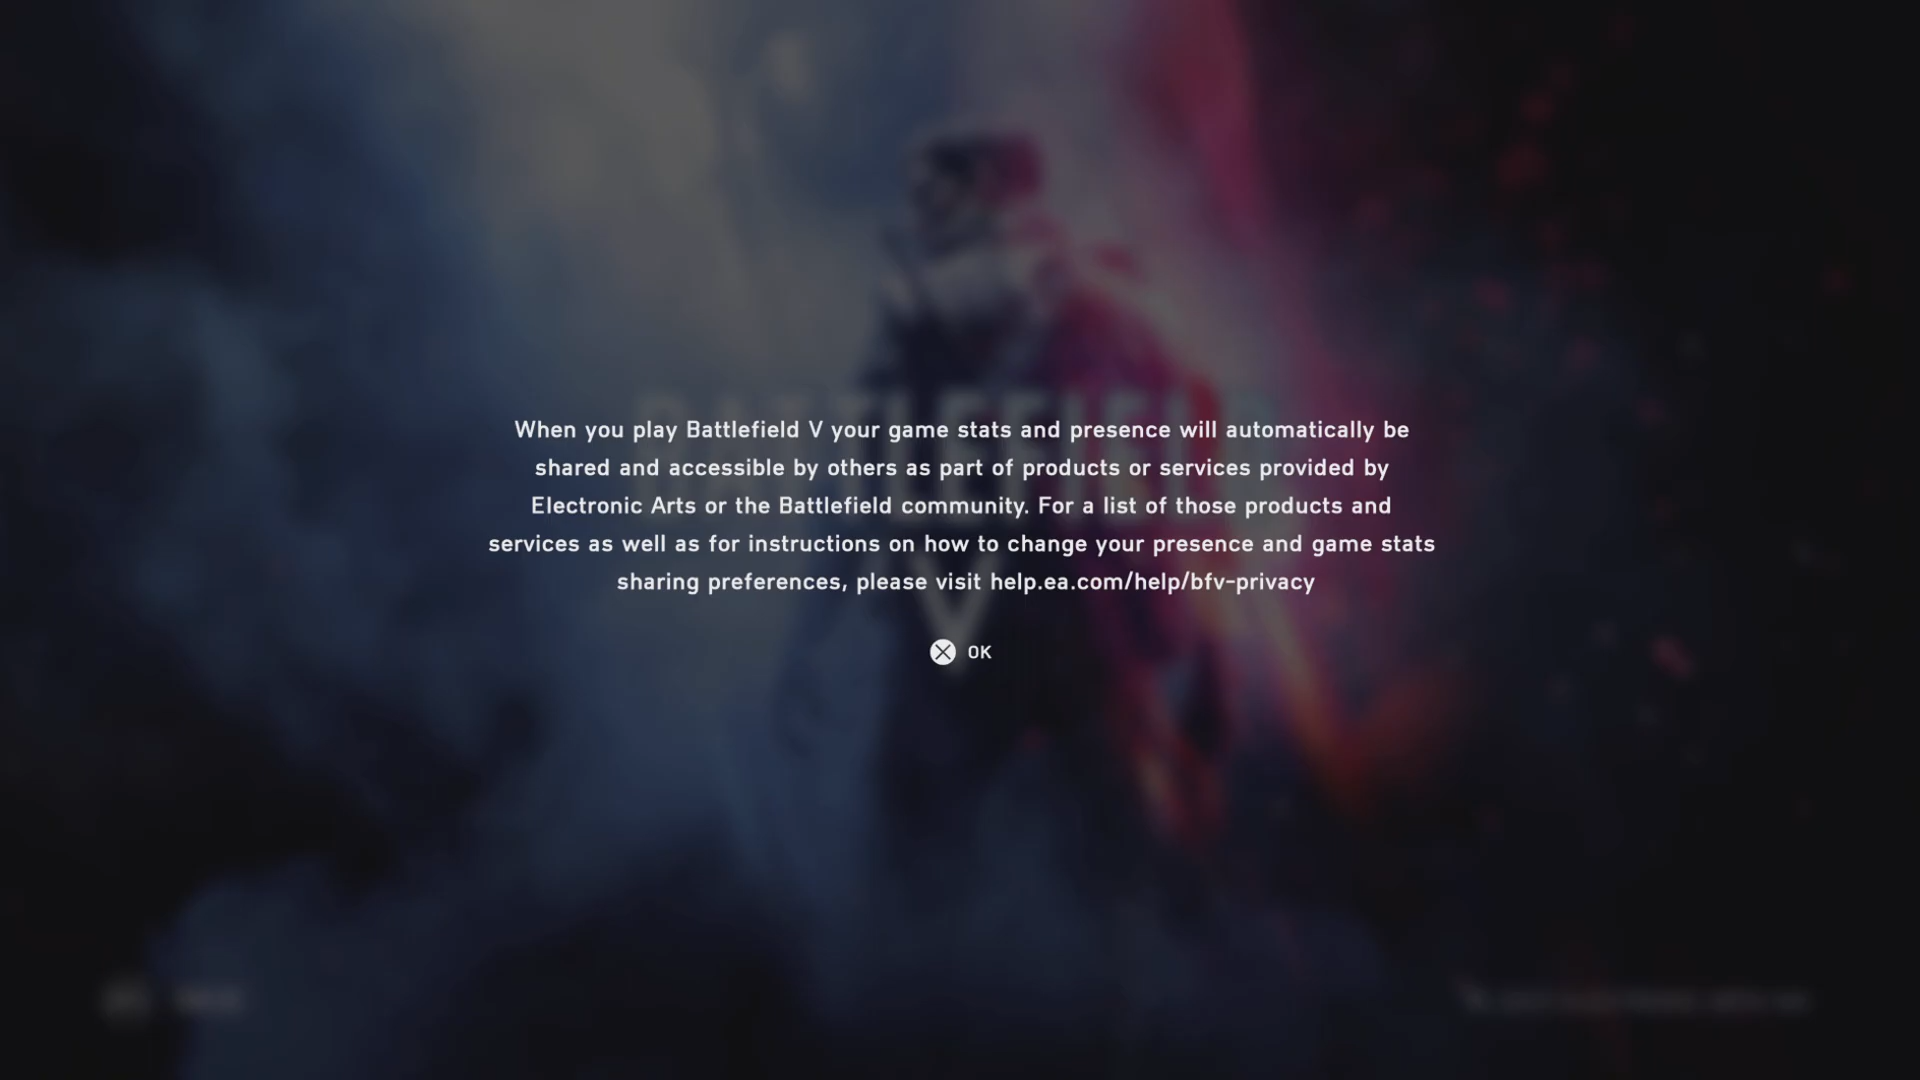 When you play Battlefield V your game stats and presence will automatically be
shared and accessible by others as part of products or services provided by
Electronic Arts or the Battlefield community. For a list of those products and
services as well as for instructions on how to change your presence and game stats
sharing preferences, please visit help.ea.com/help/bfv-privacy
OK
BATTLEFIELD
V